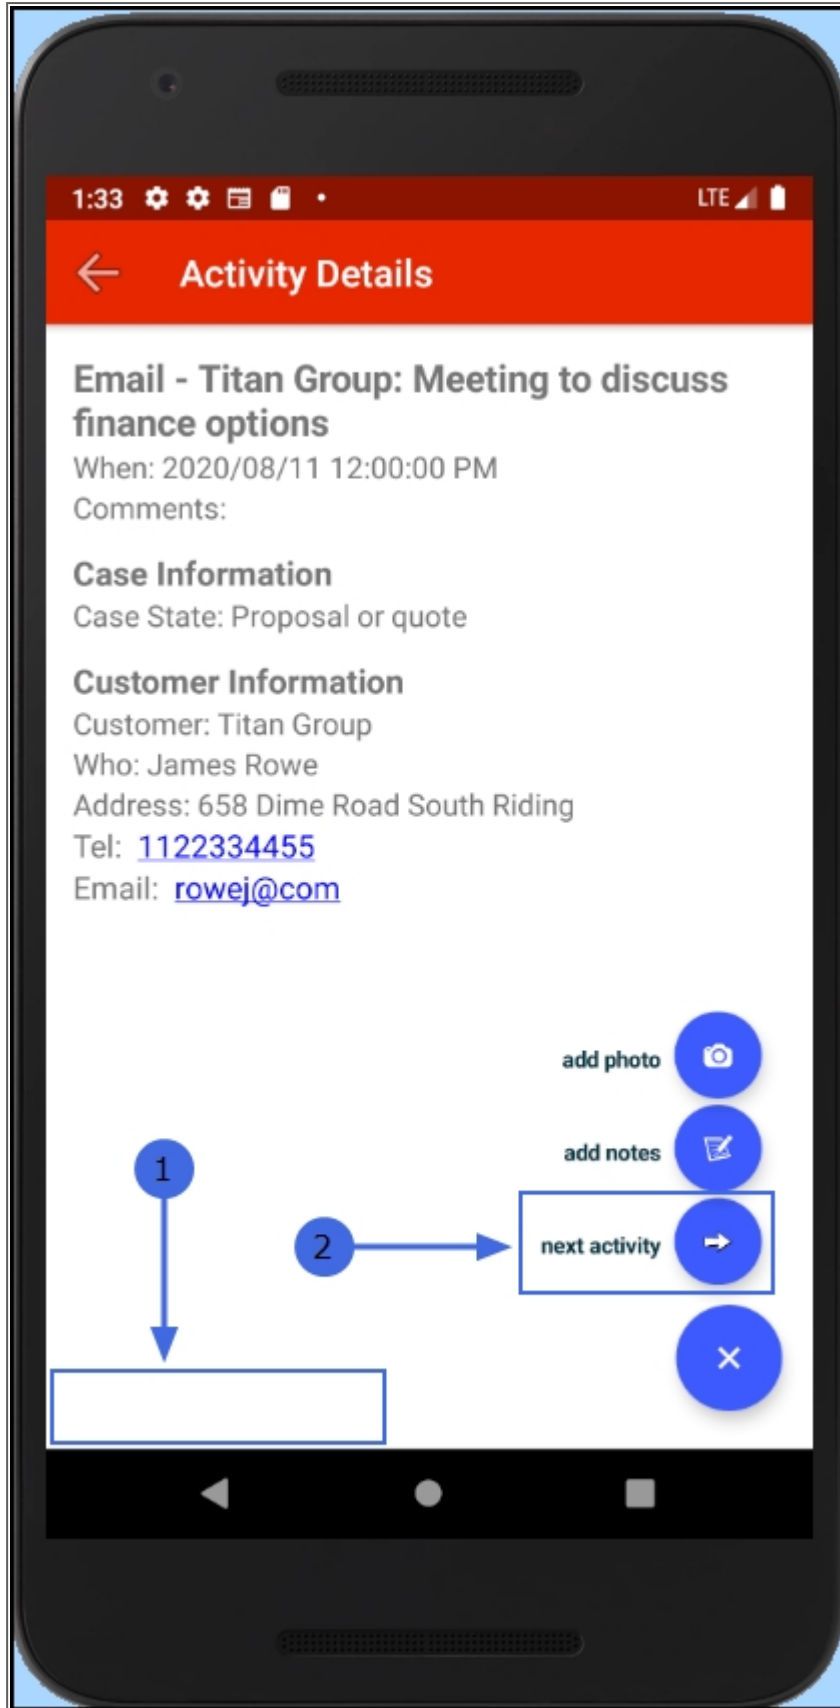 1:33
LTE
Activity Details
Email - Titan Group: Meeting to discuss
finance options
When: 2020/08/11 12:00:00 PM
Comments:
Case Information
Case State: Proposal or quote
Customer Information
Customer: Titan Group
Who: James Rowe
Address: 658 Dime Road South Riding
Tel: 1122334455
Email: rowej@com
add photo
add notes
1
2
next activity